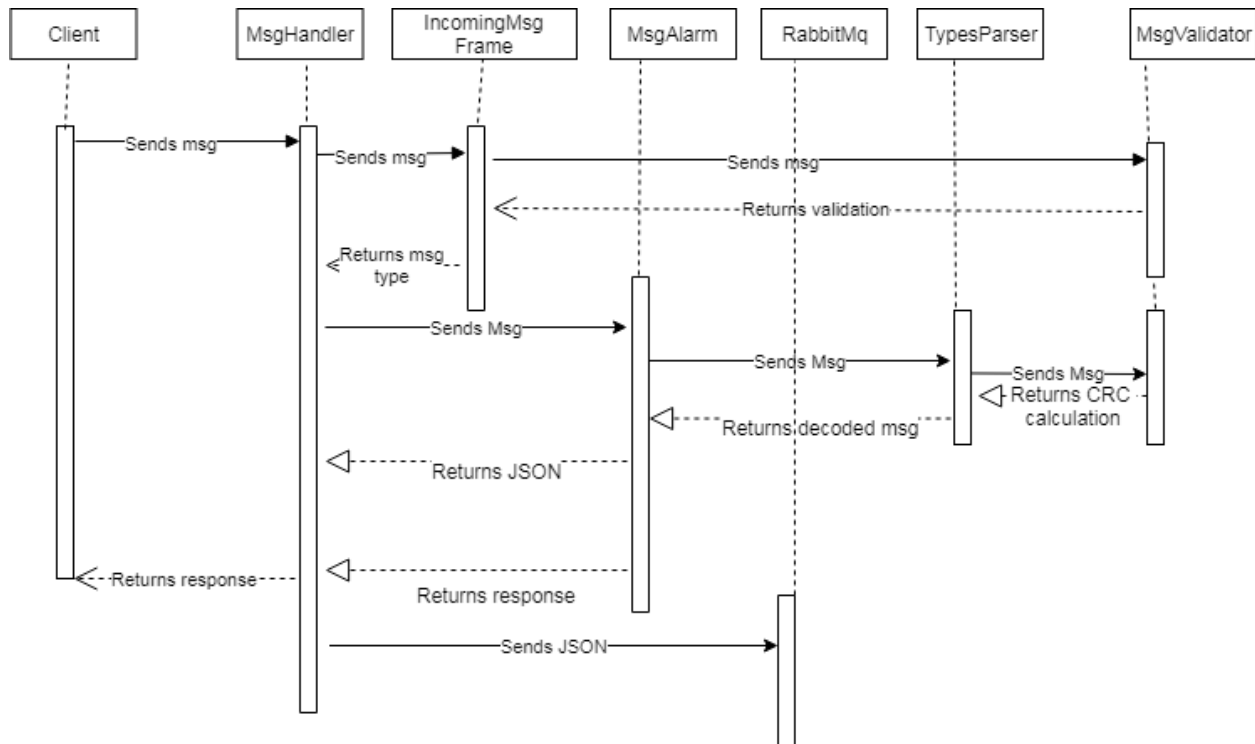 Client
MsgHandler
IncomingMsg
Frame
MsgAlarm
RabbitMq
TypesParser
MsgValidator
Sends msg
Sends msg
Sends msg
Returns validation
Returns msg
type
Sends Msg
Sends Msg
Sends Msg
Returns CRC
calculation
Returns decoded msg
Returns JSON
Returns response
Returns response
Sends JSON